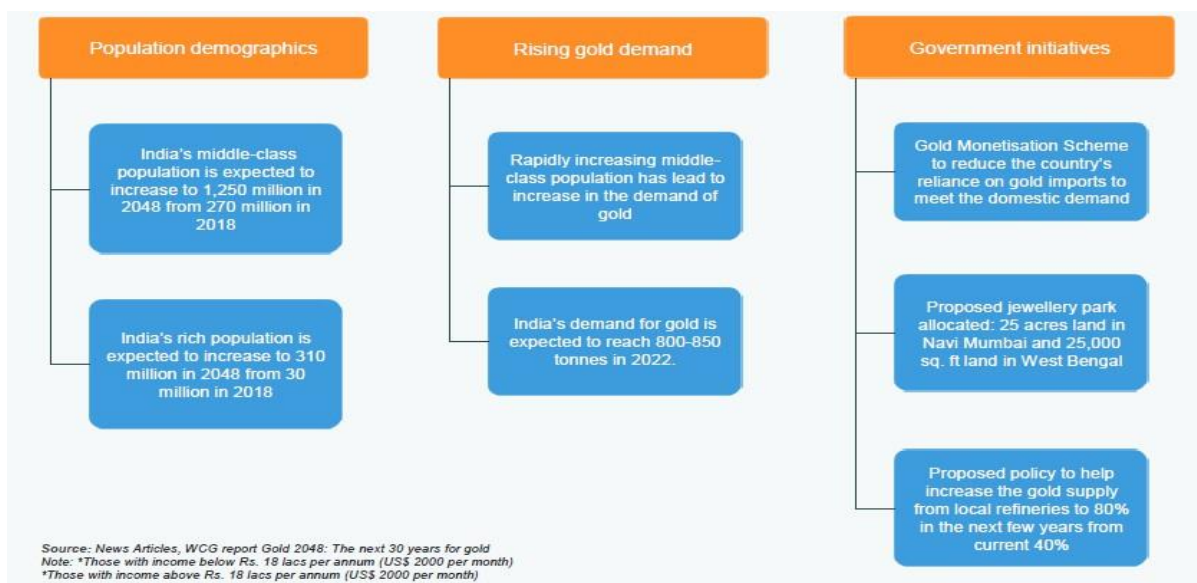 Population demographics
India's middle-class
population is expected to
increase to 1,250 million in
2048 from 270 million in
2018
India's rich population is
expected to increase to 310
million in 2048 from 30
million in 2018
Rising gold demand
Rapidly increasing middle-
class population has lead to
increase in the demand of
gold
India's demand for gold is
expected to reach 800-850
tonnes in 2022.
Government initiatives
Gold Monetisation Scheme
to reduce the country's
reliance on gold imports to
meet the domestic demand
Proposed jewellery park
allocated: 25 acres land in
Navi Mumbai and 25,000
sq. ft land in West Bengal
Proposed policy to help
increase the gold supply
from local refineries to 80%
in the next few years from
current 40%
Source: News Articles, WCG report Gold 2048: The next 30 years for gold
Note: *Those with income below Rs. 18 lacs per annum (US$ 2000 per month)
*Those with income above Rs. 18 lacs per annum (US$ 2000 per month)